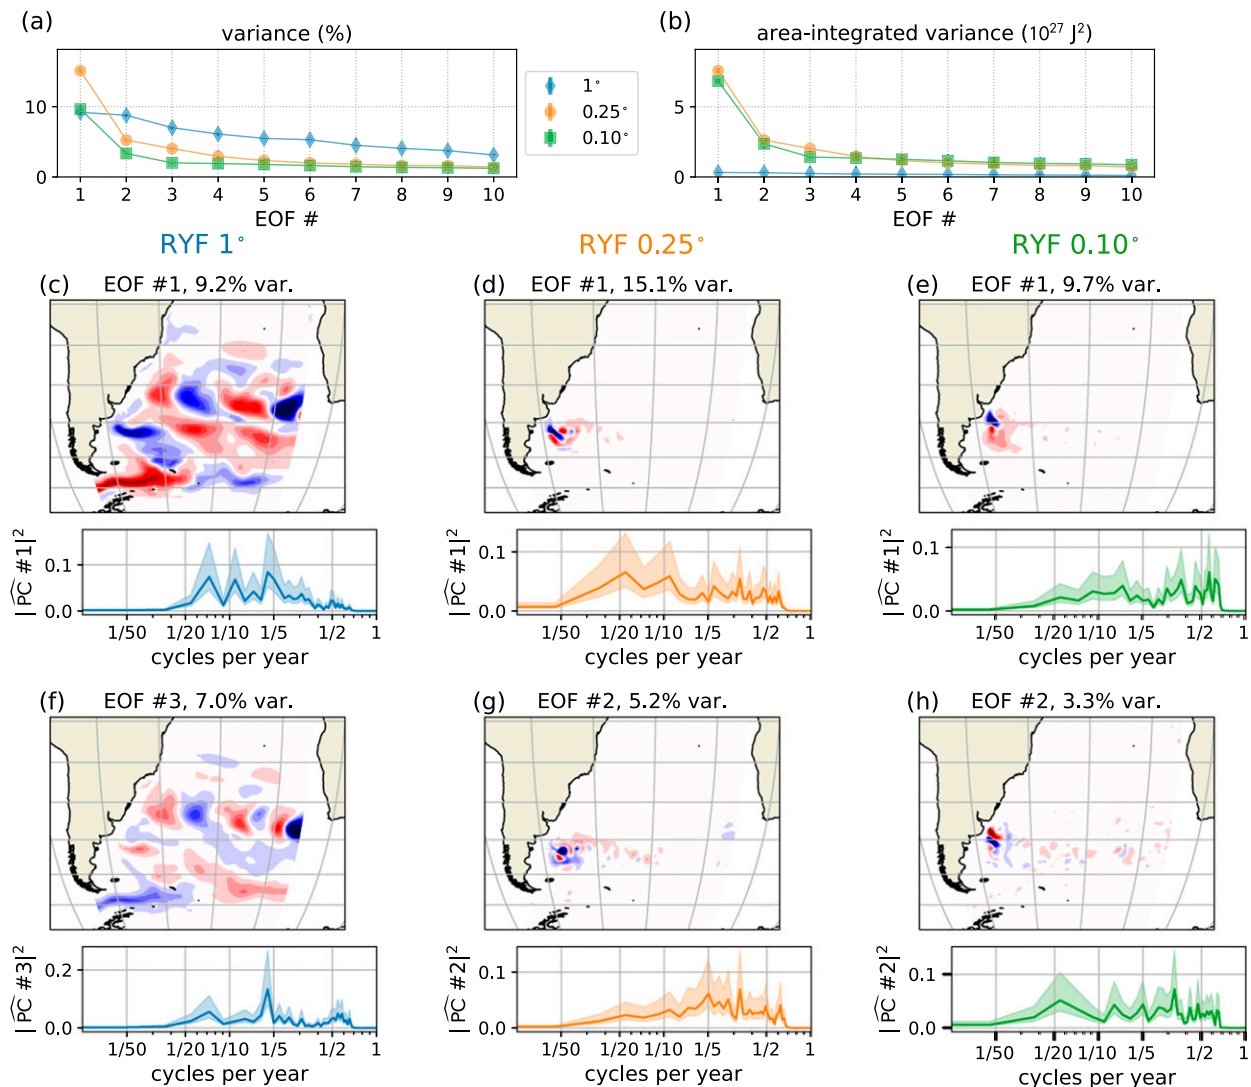 (a)
variance (%)
10
0
1 2 3 4 5 6 7 8 9 10
EOF #
1°
0.25°
0.10°
(b)
area-integrated variance (10²⁷ J²)
5
0
1 2 3 4 5 6 7 8 9 10
EOF #
RYF 1°
RYF 0.25°
RYF 0.10°
(c) EOF #1, 9.2% var.
(d) EOF #1, 15.1% var.
(e) EOF #1, 9.7% var.
|P͡C #1|²
0.1
0.0
1/50 1/20 1/10 1/5 1/2 1
cycles per year
|P͡C #1|²
0.1
0.0
1/50 1/20 1/10 1/5 1/2 1
cycles per year
|P͡C #1|²
0.1
0.0
1/50 1/20 1/10 1/5 1/2 1
cycles per year
(f) EOF #3, 7.0% var.
(g) EOF #2, 5.2% var.
(h) EOF #2, 3.3% var.
|P͡C #3|²
0.2
0.0
1/50 1/20 1/10 1/5 1/2 1
cycles per year
|P͡C #2|²
0.1
0.0
1/50 1/20 1/10 1/5 1/2 1
cycles per year
|P͡C #2|²
0.1
0.0
1/50 1/20 1/10 1/5 1/2 1
cycles per year